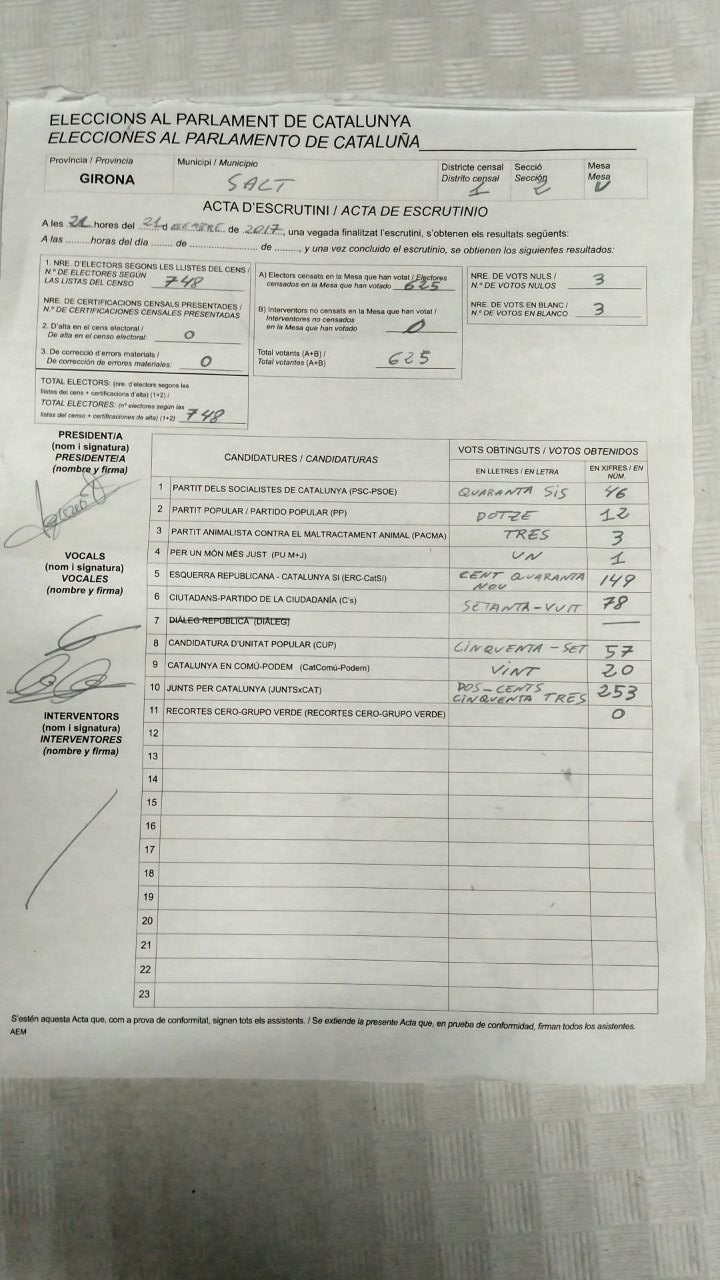 ELECCIONS AL PARLAMENT DE CATALUNYA
ELECCIONES AL PARLAMENTO DE CATALUÑA
Província / Provincia
GIRONA
Municipi / Municipio
SALT
Districte censal
Distrito censal
1
Secció
Sección
2
Mesa
Mesa
U
ACTA D'ESCRUTINI / ACTA DE ESCRUTINIO
A les 21 hores del 21 d de 2017, una vegada finalitzat l'escrutini, s'obtenen els resultats següents:
A las ......... horas del día ........ de ........................ de ........., y una vez concluido el escrutinio, se obtienen los siguientes resultados:
1. NRE. D'ELECTORS SEGONS LES LLISTES DEL CENS /
N.º DE ELECTORES SEGÚN
LAS LISTAS DEL CENSO
748
NRE. DE CERTIFICACIONS CENSALS PRESENTADES /
N.º DE CERTIFICACIONES CENSALES PRESENTADAS
2. D'alta en el cens electoral /
De alta en el censo electoral: 0
3. De correcció d'errors materials /
De corrección de errores materiales: 0
TOTAL ELECTORS: (nre. d'electors segons les
llistes del cens + certificacions d'alta) (1+2) /
TOTAL ELECTORES: (nº electores según las
listas del censo + certificaciones de alta) (1+2) 748
A) Electors censats en la Mesa que han votat / Electores
censados en la Mesa que han votado 625
B) Interventors no censats en la Mesa que han votat /
Interventores no censados
en la Mesa que han votado 0
Total votants (A+B) /
Total votantes (A+B) 625
NRE. DE VOTS NULS /
N.º DE VOTOS NULOS 3
NRE. DE VOTS EN BLANC /
N.º DE VOTOS EN BLANCO 3
PRESIDENT/A
(nom i signatura)
PRESIDENTE/A
(nombre y firma)
VOCALS
(nom i signatura)
VOCALES
(nombre y firma)
INTERVENTORS
(nom i signatura)
INTERVENTORES
(nombre y firma)
CANDIDATURES / CANDIDATURAS
VOTS OBTINGUTS / VOTOS OBTENIDOS
EN LLETRES / EN LETRA
EN XIFRES / EN NÚM.
1 PARTIT DELS SOCIALISTES DE CATALUNYA (PSC-PSOE) QUARANTA SIS 46
2 PARTIT POPULAR / PARTIDO POPULAR (PP) DOTZE 12
3 PARTIT ANIMALISTA CONTRA EL MALTRACTAMENT ANIMAL (PACMA) TRES 3
4 PER UN MÓN MÉS JUST (PU M+J) UN 1
5 ESQUERRA REPUBLICANA - CATALUNYA SI (ERC-CatSí) CENT QUARANTA NOU 149
6 CIUTADANS-PARTIDO DE LA CIUDADANÍA (C's) SETANTA-VUIT 78
7 DIÀLEG REPUBLICÀ (DIÀLEG) —
8 CANDIDATURA D'UNITAT POPULAR (CUP) CINQUENTA-SET 57
9 CATALUNYA EN COMÚ-PODEM (CatComú-Podem) VINT 20
10 JUNTS PER CATALUNYA (JUNTSxCAT) DOS-CENTS CINQUENTA TRES 253
11 RECORTES CERO-GRUPO VERDE (RECORTES CERO-GRUPO VERDE) 0
12
13
14
15
16
17
18
19
20
21
22
23
S'estén aquesta Acta que, com a prova de conformitat, signen tots els assistents. / Se extiende la presente Acta que, en prueba de conformidad, firman todos los asistentes.
AEM